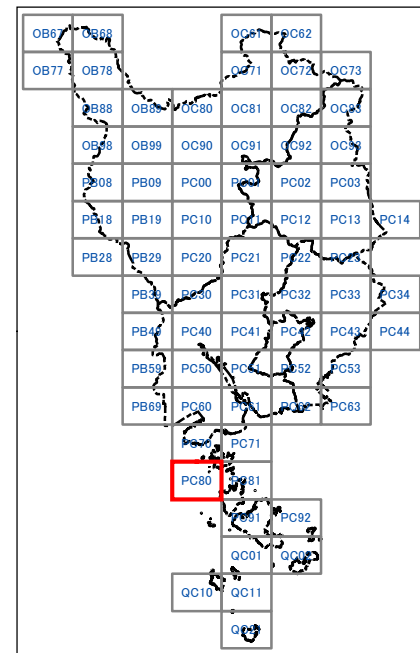 OB67 OB68 OC61 OC62
OB77 OB78 OC71 OC72 OC73
OB88 OB89 OC80 OC81 OC82 OC83
OB98 OB99 OC90 OC91 OC92 OC93
PB08 PB09 PC00 PC01 PC02 PC03
PB18 PB19 PC10 PC11 PC12 PC13 PC14
PB28 PB29 PC20 PC21 PC22 PC23
PB39 PC30 PC31 PC32 PC33 PC34
PB49 PC40 PC41 PC42 PC43 PC44
PB59 PC50 PC51 PC52 PC53
PB69 PC60 PC61 PC62 PC63
PC70 PC71
PC80 PC81
PC91 PC92
QC01 QC02
QC10 QC11
QC21